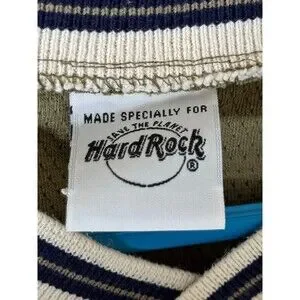 MADE SPECIALLY FOR
SAVE THE PLANET
Hard Rock
®